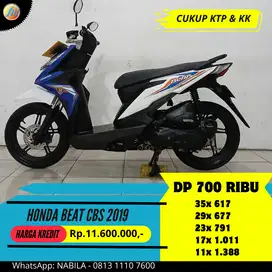 CUKUP KTP & KK
DP 700 RIBU
35x 617
29x 677
23x 791
17x 1.011
11x 1.388
HONDA BEAT CBS 2019
HARGA KREDIT
Rp.11.600.000,-
WhatsApp: NABILA - 0813 1110 7600